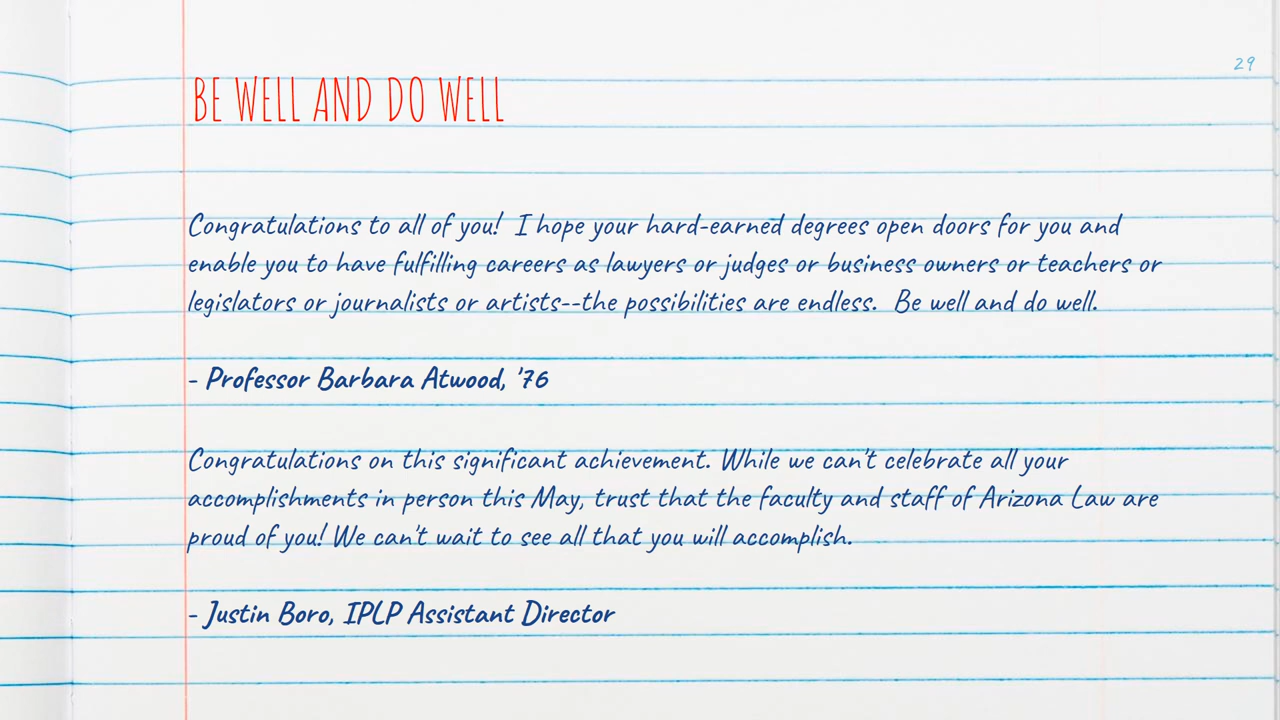 29
BE WELL AND DO WELL
Congratulations to all of you!  I hope your hard-earned degrees open doors for you and
enable you to have fulfilling careers as lawyers or judges or business owners or teachers or
legislators or journalists or artists--the possibilities are endless.  Be well and do well.
- Professor Barbara Atwood, '76
Congratulations on this significant achievement. While we can't celebrate all your
accomplishments in person this May, trust that the faculty and staff of Arizona Law are
proud of you! We can't wait to see all that you will accomplish.
- Justin Boro, IPLP Assistant Director